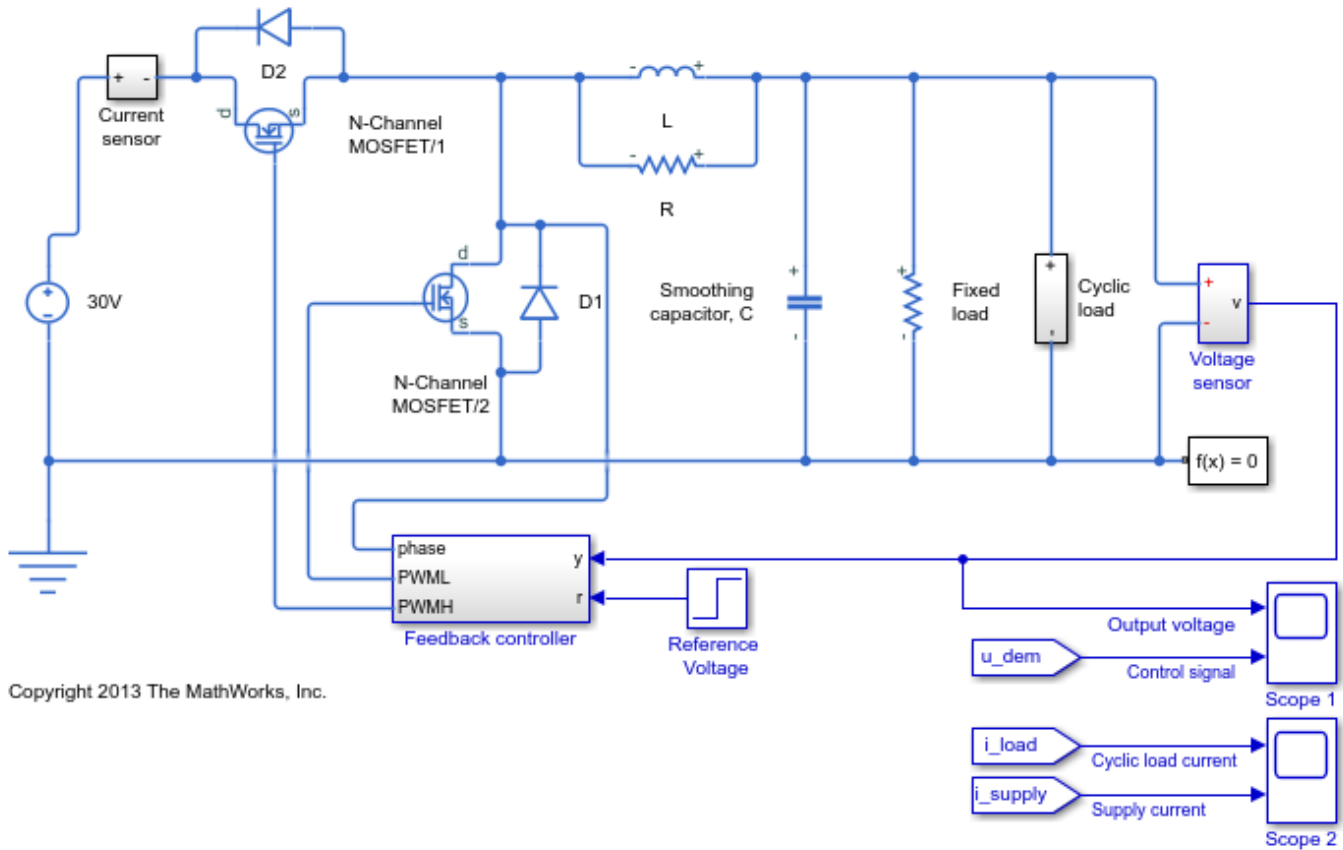 D2
+ -
Current
sensor
d
s
N-Channel
MOSFET/1
- +
L
- +
R
30V
+
-
d
s
D1
N-Channel
MOSFET/2
+
Smoothing
capacitor, C
-
+
Fixed
load
-
+
Cyclic
load
-
+
-
v
Voltage
sensor
f(x) = 0
phase
PWML
PWMH
y
r
Feedback controller
Reference
Voltage
Output voltage
u_dem
Control signal
Scope 1
i_load
Cyclic load current
i_supply
Supply current
Scope 2
Copyright 2013 The MathWorks, Inc.